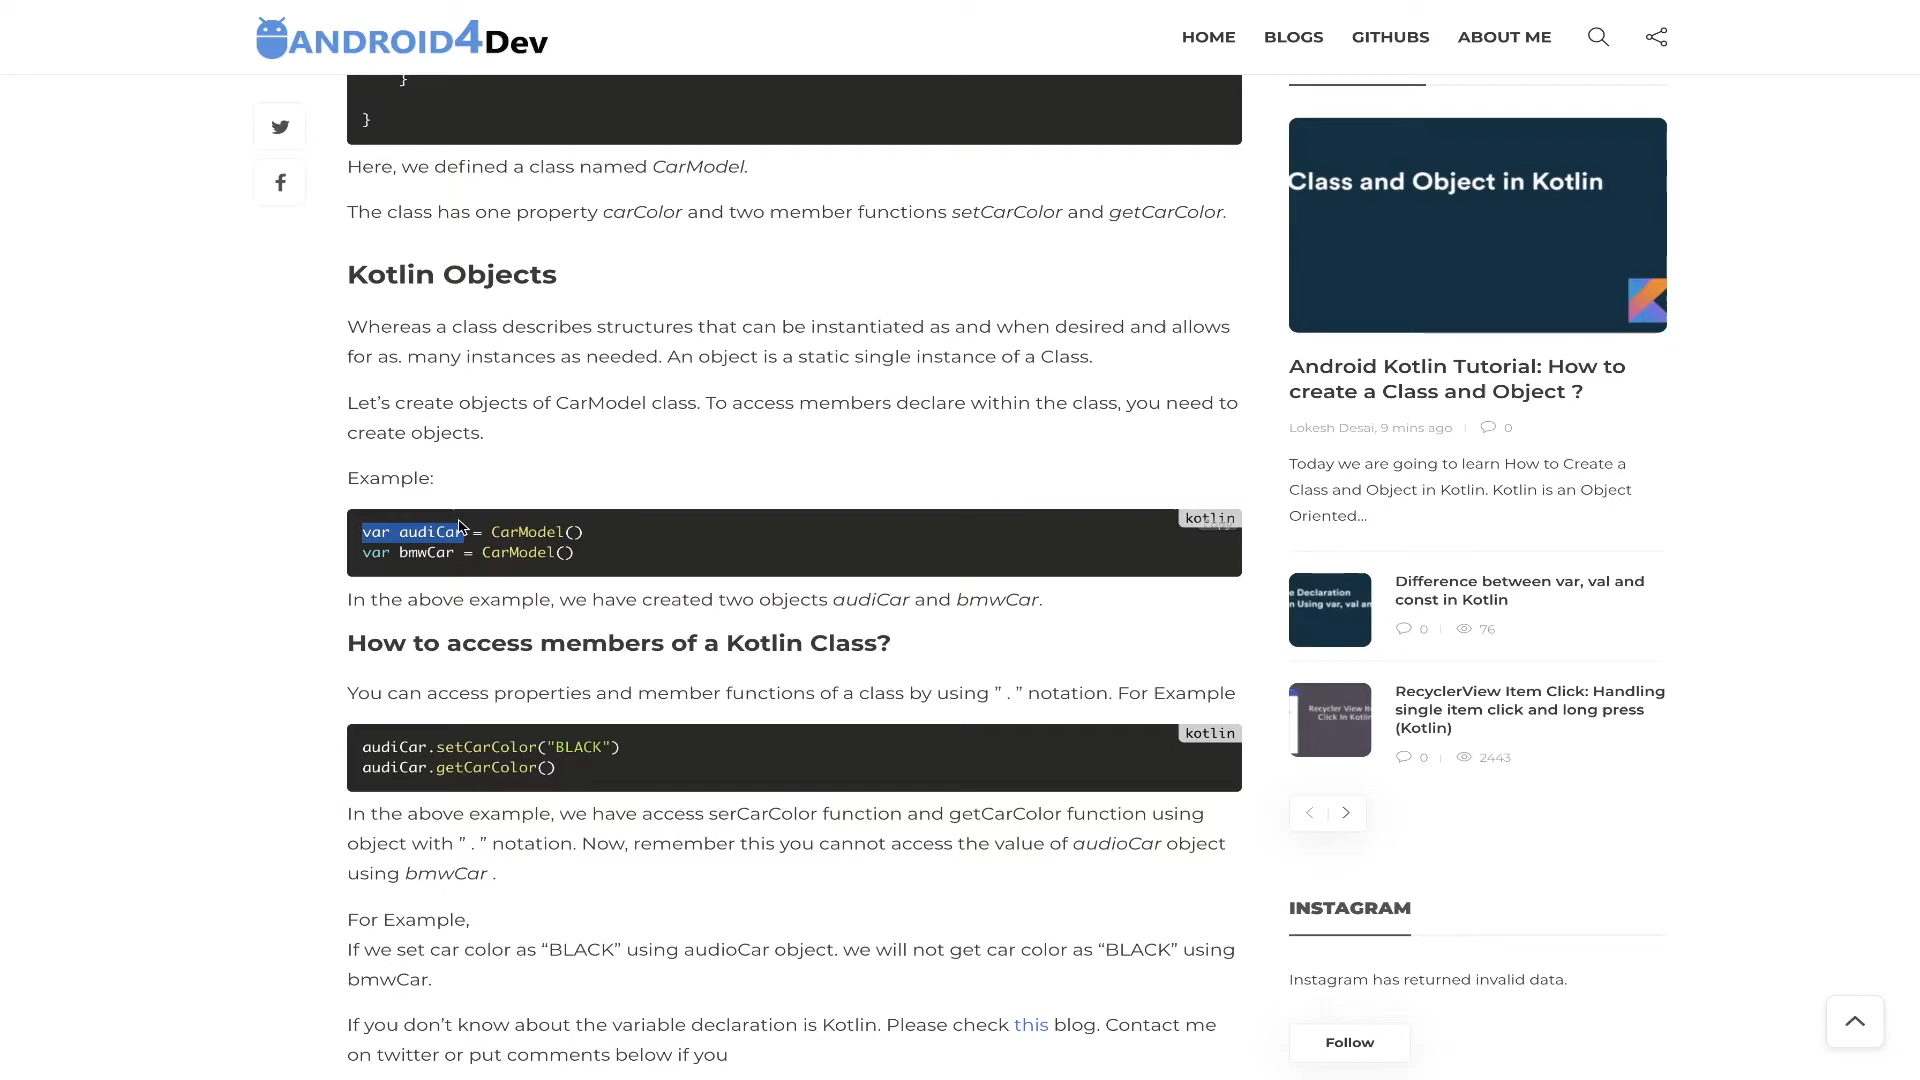 ANDROID4Dev
HOME BLOGS GITHUBS ABOUT ME
}
}
Here, we defined a class named CarModel.
The class has one property carColor and two member functions setCarColor and getCarColor.
Kotlin Objects
Whereas a class describes structures that can be instantiated as and when desired and allows
for as. many instances as needed. An object is a static single instance of a Class.
Let’s create objects of CarModel class. To access members declare within the class, you need to
create objects.
Example:
kotlin
var audiCar = CarModel()
var bmwCar = CarModel()
In the above example, we have created two objects audiCar and bmwCar.
How to access members of a Kotlin Class?
You can access properties and member functions of a class by using ” . ” notation. For Example
kotlin
audiCar.setCarColor("BLACK")
audiCar.getCarColor()
In the above example, we have access serCarColor function and getCarColor function using
object with ” . ” notation. Now, remember this you cannot access the value of audioCar object
using bmwCar .
For Example,
If we set car color as “BLACK” using audioCar object. we will not get car color as “BLACK” using
bmwCar.
If you don’t know about the variable declaration is Kotlin. Please check this blog. Contact me
on twitter or put comments below if you
Class and Object in Kotlin
Android Kotlin Tutorial: How to
create a Class and Object ?
Lokesh Desai, 9 mins ago 0
Today we are going to learn How to Create a
Class and Object in Kotlin. Kotlin is an Object
Oriented...
e Declaration
n Using var, val an
Difference between var, val and
const in Kotlin
0 76
Recycler View It
Click In Kotlin
RecyclerView Item Click: Handling
single item click and long press
(Kotlin)
0 2443
INSTAGRAM
Instagram has returned invalid data.
Follow